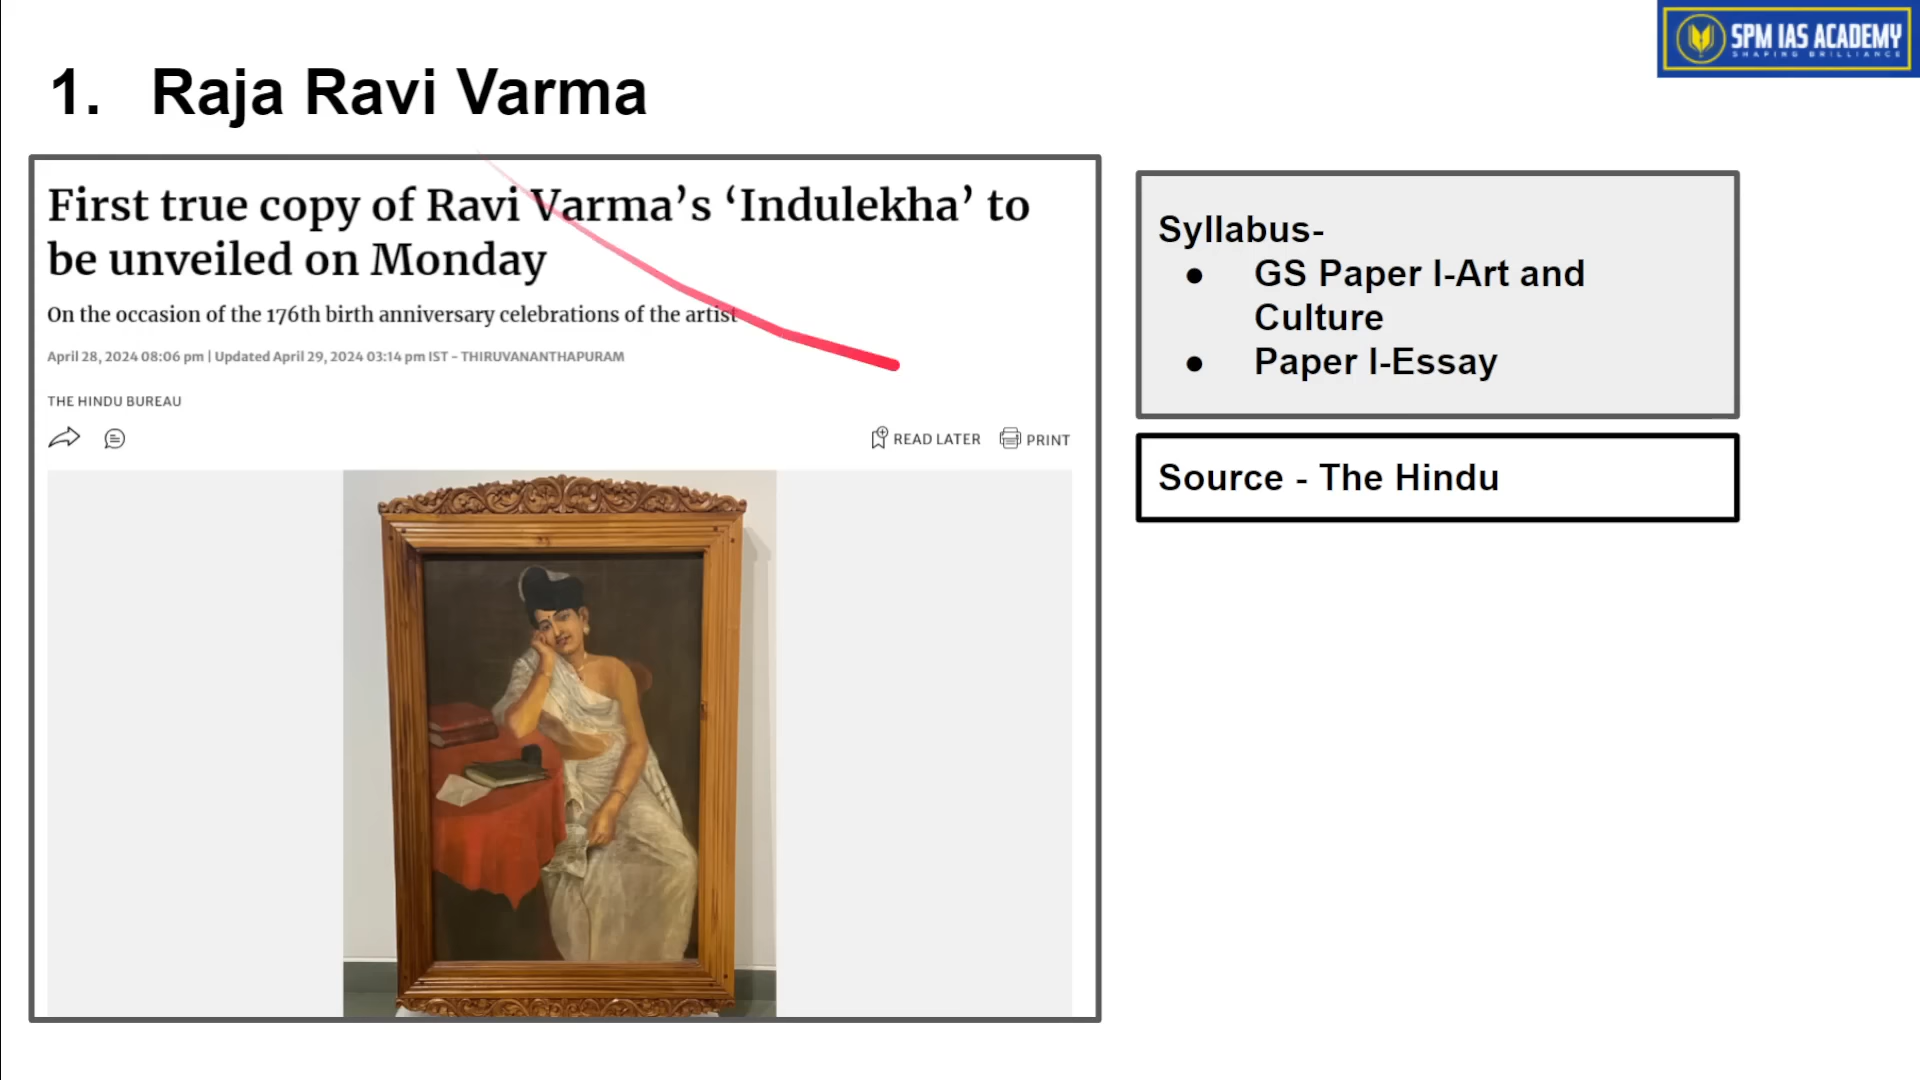 SPM IAS ACADEMY
SHAPING BRILLIANCE
1. Raja Ravi Varma
First true copy of Ravi Varma’s ‘Indulekha’ to
be unveiled on Monday
On the occasion of the 176th birth anniversary celebrations of the artist
April 28, 2024 08:06 pm | Updated April 29, 2024 03:14 pm IST - THIRUVANANTHAPURAM
THE HINDU BUREAU
READ LATER PRINT
Syllabus-
● GS Paper I-Art and
Culture
● Paper I-Essay
Source - The Hindu